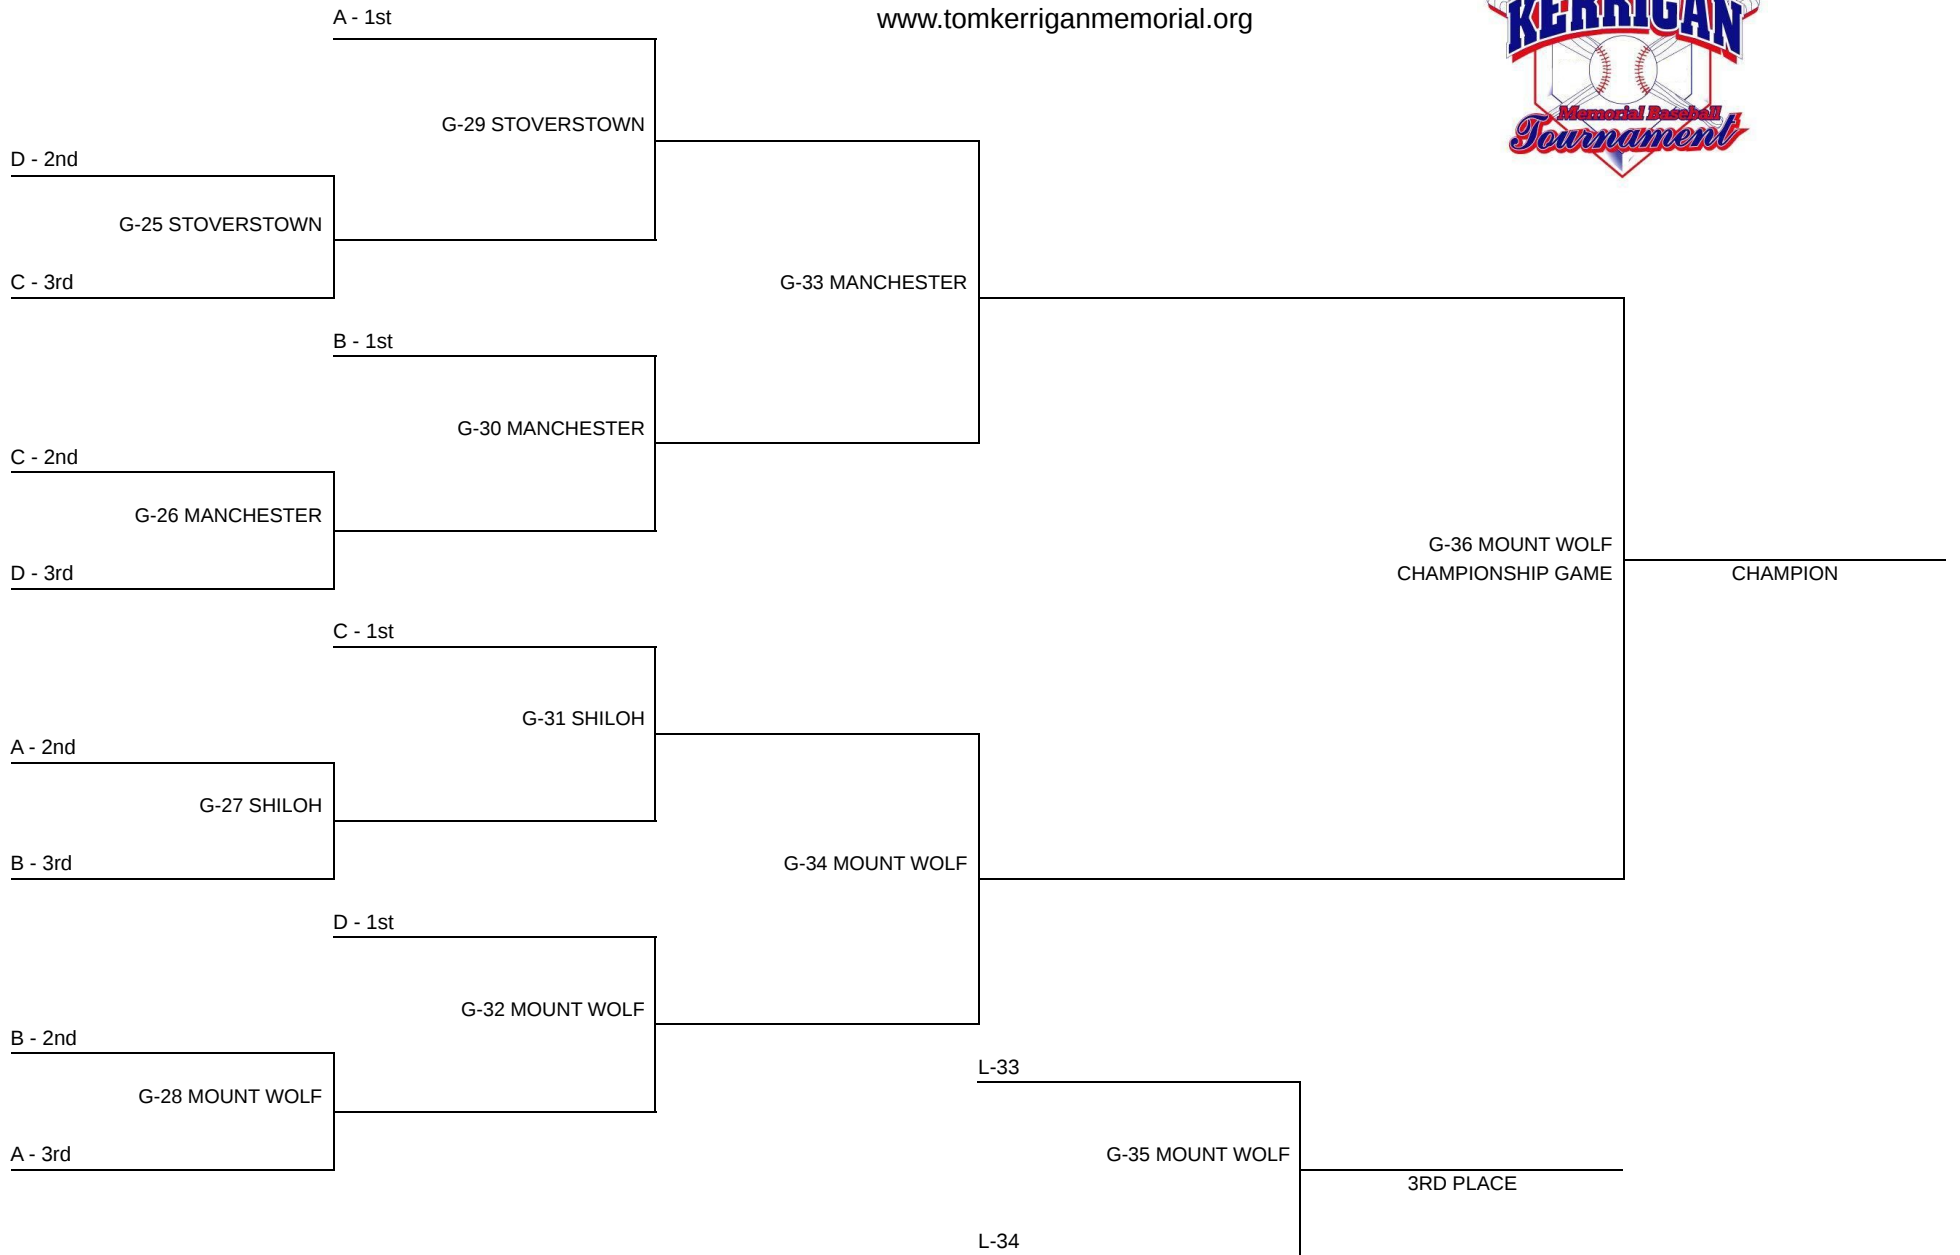 A - 1st
www.tomkerriganmemorial.org
KERRIGAN
Memorial Baseball
Tournament
G-29 STOVERSTOWN
D - 2nd
G-25 STOVERSTOWN
C - 3rd
G-33 MANCHESTER
B - 1st
G-30 MANCHESTER
C - 2nd
G-26 MANCHESTER
D - 3rd
G-36 MOUNT WOLF
CHAMPIONSHIP GAME
CHAMPION
C - 1st
G-31 SHILOH
A - 2nd
G-27 SHILOH
B - 3rd
G-34 MOUNT WOLF
D - 1st
G-32 MOUNT WOLF
B - 2nd
G-28 MOUNT WOLF
A - 3rd
L-33
G-35 MOUNT WOLF
3RD PLACE
L-34